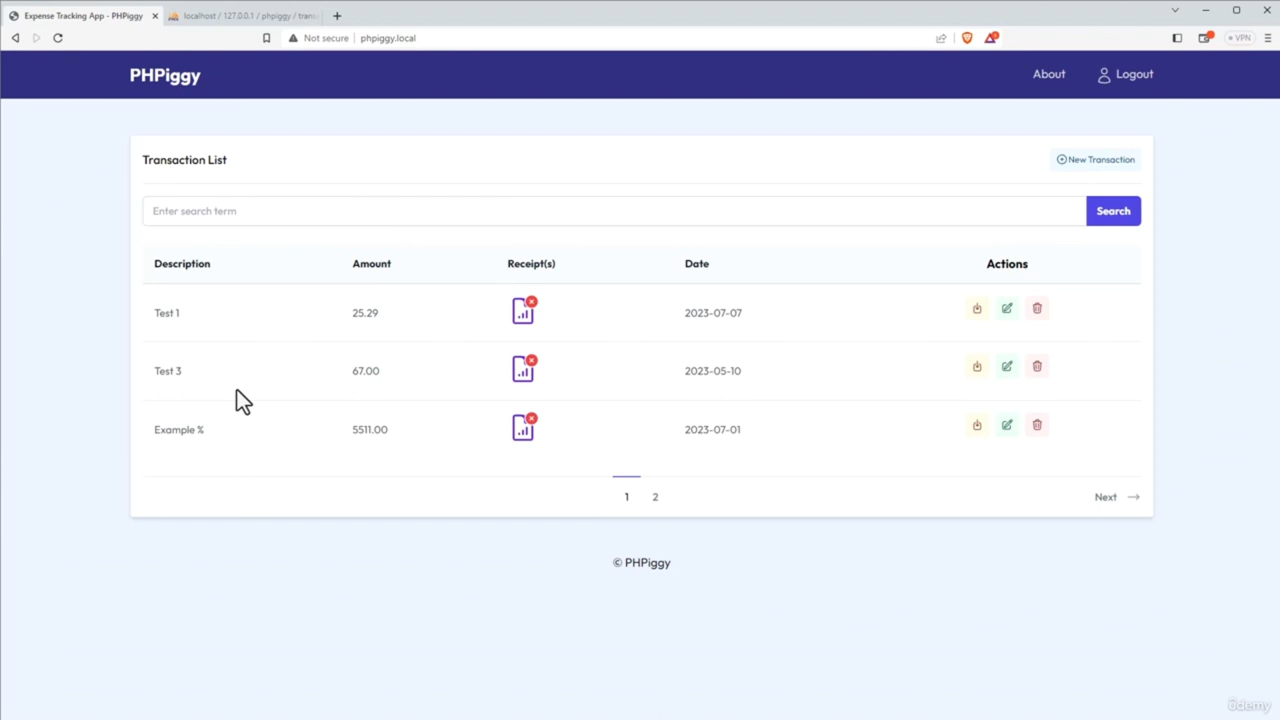 Expense Tracking App - PHPiggy
localhost / 127.0.0.1 / phpiggy / trans
Not secure phpiggy.local VPN
PHPiggy About Logout
Transaction List New Transaction
Enter search term Search
Description Amount Receipt(s) Date Actions
Test 1 25.29 2023-07-07
Test 3 67.00 2023-05-10
Example % 5511.00 2023-07-01
1 2 Next
© PHPiggy
ûdemy